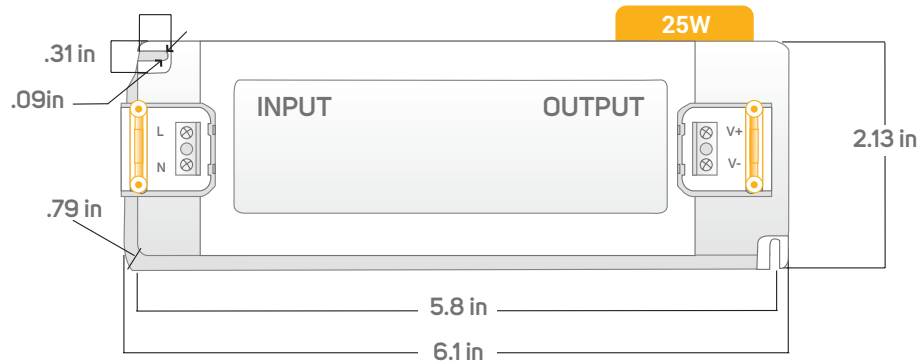 25W
.31 in
.09in
INPUT
OUTPUT
L
V+
2.13 in
N
V-
.79 in
5.8 in
6.1 in